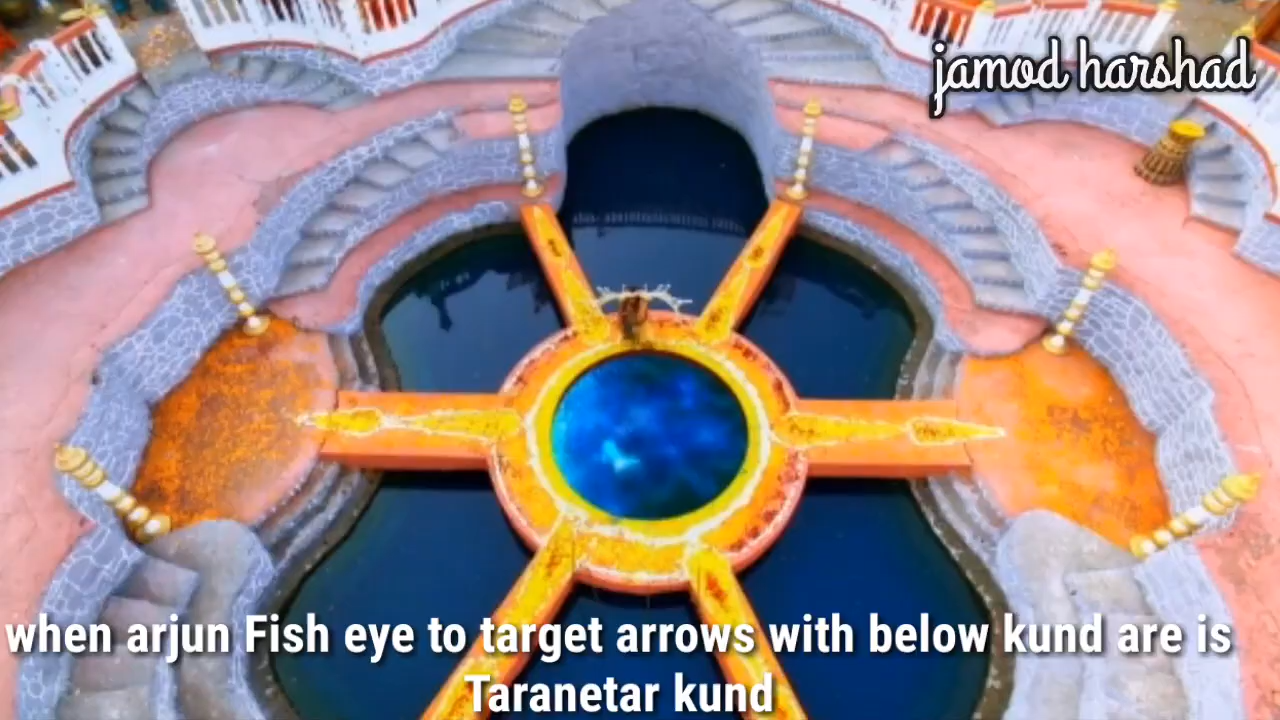 jamod harshad
when arjun Fish eye to target arrows with below kund are is
Taranetar kund